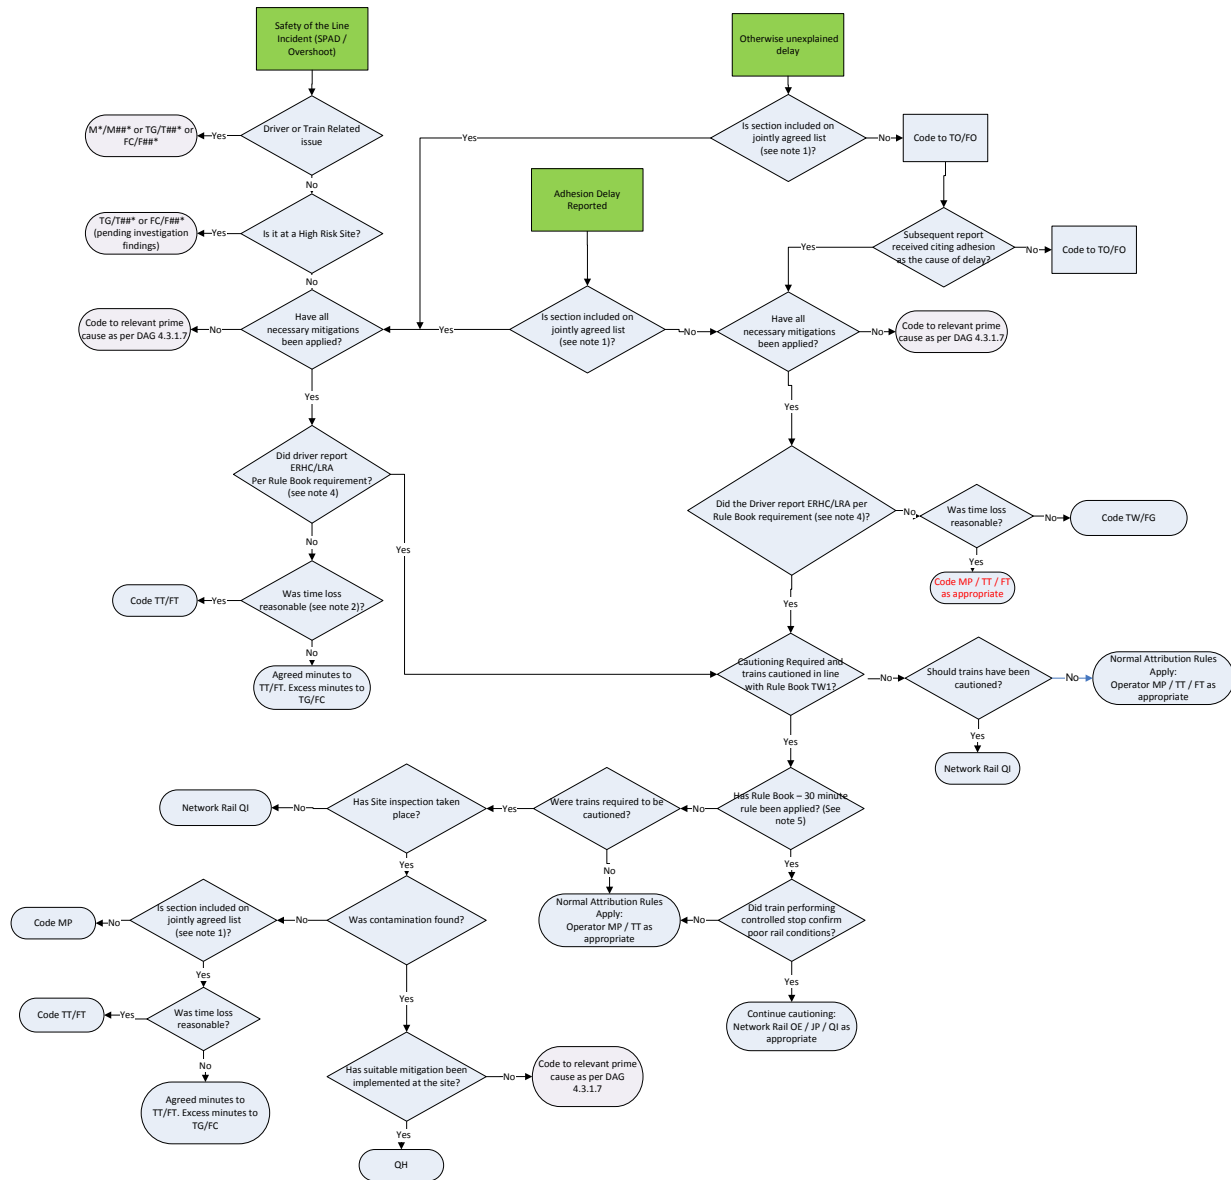 Safety of the Line
Incident (SPAD /
Overshoot)
Otherwise unexplained
delay
M*/M##* or TG/T##* or
FC/F##*
Yes
Driver or Train Related
issue
Yes
Is section included on
jointly agreed list
(see note 1)?
No
Code to TO/FO
No
Adhesion Delay
Reported
TG/T##* or FC/F##*
(pending investigation
findings)
Yes
Is it at a High Risk Site?
Yes
Subsequent report
received citing adhesion
as the cause of delay?
No
Code to TO/FO
No
Code to relevant prime
cause as per DAG 4.3.1.7
No
Have all
necessary mitigations
been applied?
Yes
Is section included on
jointly agreed list
(see note 1)?
No
Have all
necessary mitigations
been applied?
No
Code to relevant prime
cause as per DAG 4.3.1.7
Yes
Yes
Did driver report
ERHC/LRA
Per Rule Book requirement?
(see note 4)
Did the Driver report ERHC/LRA per
Rule Book requirement (see note 4)?
No
Was time loss
reasonable?
No
Code TW/FG
No
Yes
Yes
Code MP / TT / FT
as appropriate
Code TT/FT
Yes
Was time loss
reasonable (see note 2)?
Yes
No
Agreed minutes to
TT/FT. Excess minutes to
TG/FC
Cautioning Required and
trains cautioned in line
with Rule Book TW1?
No
Should trains have been
cautioned?
No
Normal Attribution Rules
Apply:
Operator MP / TT / FT as
appropriate
Yes
Yes
Network Rail QI
Network Rail QI
No
Has Site inspection taken
place?
Yes
Were trains required to be
cautioned?
No
Has Rule Book – 30 minute
rule been applied? (See
note 5)
Yes
No
Yes
Code MP
No
Is section included on
jointly agreed list
(see note 1)?
No
Was contamination found?
Normal Attribution Rules
Apply:
Operator MP / TT as
appropriate
No
Did train performing
controlled stop confirm
poor rail conditions?
Yes
Yes
Yes
Code TT/FT
Yes
Was time loss
reasonable?
Continue cautioning:
Network Rail OE / JP / QI as
appropriate
No
Has suitable mitigation been
implemented at the site?
No
Code to relevant prime
cause as per DAG
4.3.1.7
Agreed minutes to
TT/FT. Excess minutes to
TG/FC
Yes
QH